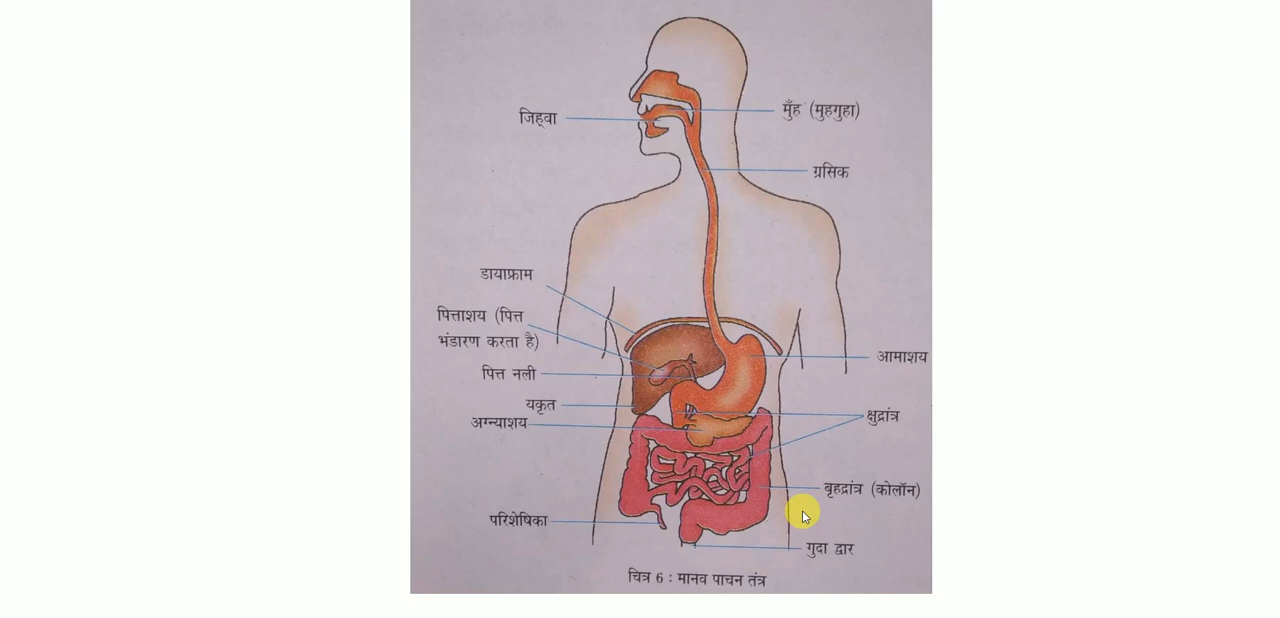 मुँह (मुहगुहा)
जिह्वा
ग्रसिक
डायाफ्राम
पित्ताशय (पित्त
भंडारण करता है)
आमाशय
पित्त नली
यकृत
क्षुद्रांत्र
अग्न्याशय
बृहद्रांत्र (कोलॉन)
परिशेषिका
गुदा द्वार
चित्र 6 : मानव पाचन तंत्र